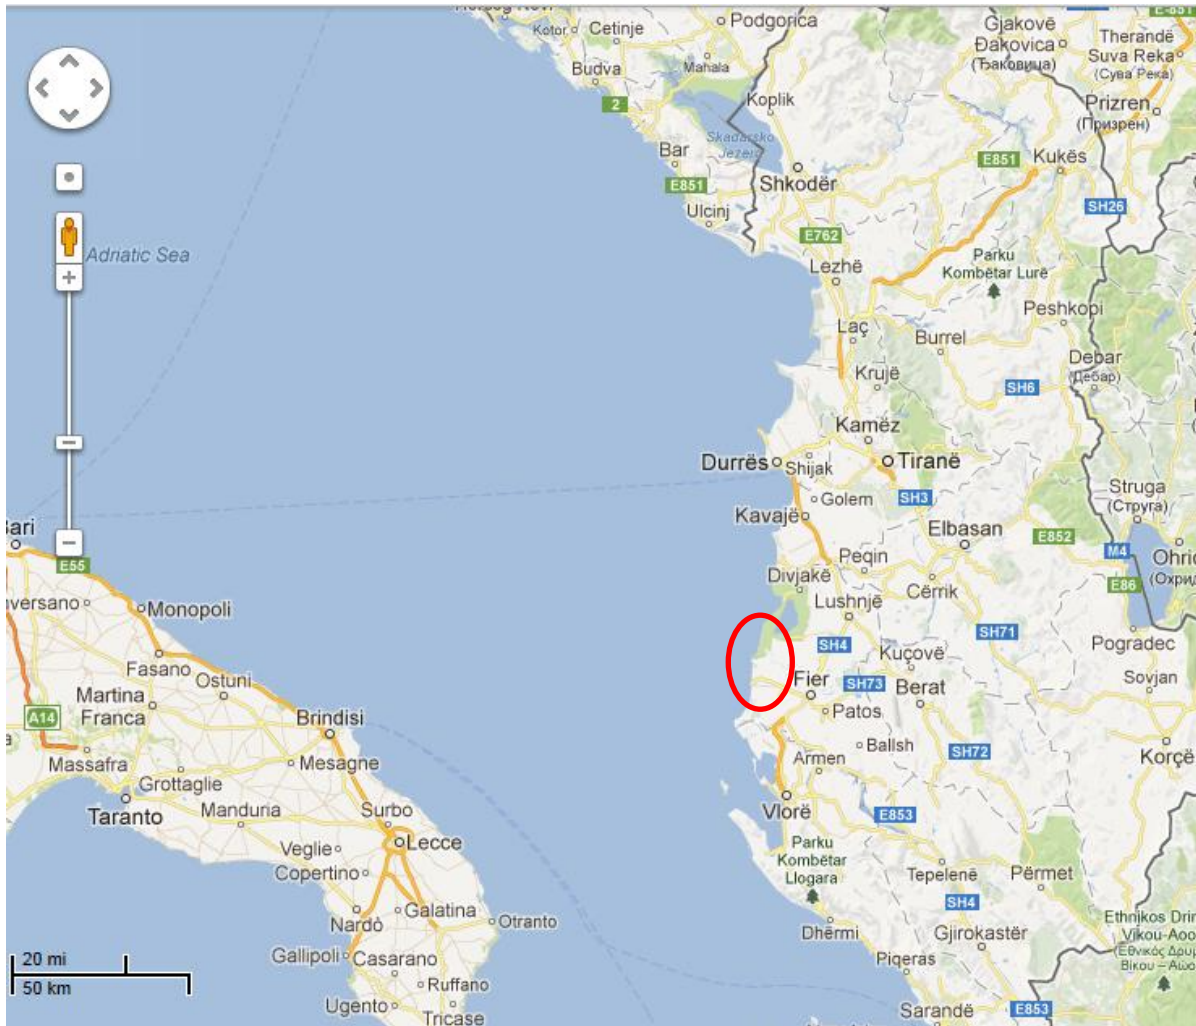 Podgorica
Kotor
Cetinje
Gjakovë
Đakovica
(Ђаковица)
Therandë
Suva Reka
(Сува Река)
Budva
Mahala
2
Koplik
Prizren
(Призрен)
Skadarsko
Jezero
Bar
E851
Kukës
Shkodër
E851
SH26
Ulcinj
E762
Adriatic Sea
Parku
Kombëtar Lurë
Lezhë
Peshkopi
Laç
Burrel
Debar
(Дебар)
Krujë
SH6
Kamëz
Durrës
Shijak
Tiranë
Struga
(Струга)
Golem
SH3
Kavajë
Elbasan
E852
M4
Bari
E55
Peqin
Divjakë
Cërrik
E86
Lushnjë
Monopoli
SH71
SH4
Pogradec
Kuçovë
Fasano
Fier
SH73
Berat
Sovjan
Ostuni
Martina
Franca
A14
Patos
Brindisi
Ballsh
SH72
Korçë
Massafra
Mesagne
Armen
Grottaglie
Taranto
Manduria
Surbo
Vlorë
E853
Lecce
Veglie
Parku
Kombëtar
Llogara
Copertino
Tepelenë
Përmet
SH4
Galatina
Nardò
Otranto
Dhërmi
Gjirokastër
Gallipoli
Casarano
Piqeras
20 mi
50 km
Ruffano
Ugento
Tricase
Sarandë
E853